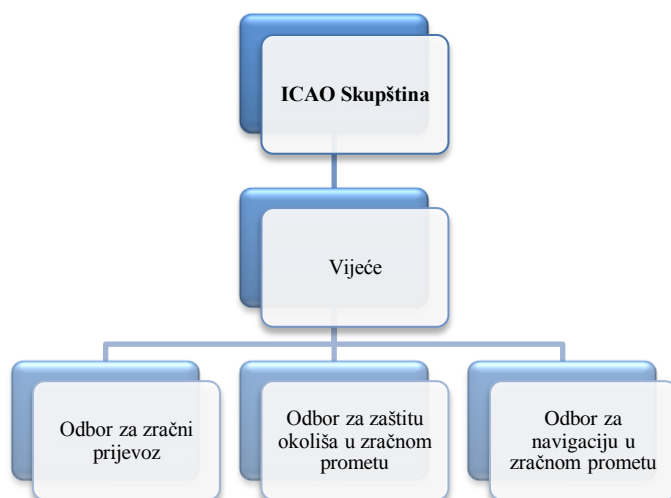 ICAO Skupština
Vijeće
Odbor za zračni
prijevoz
Odbor za zaštitu
okoliša u zračnom
prometu
Odbor za
navigaciju u
zračnom prometu